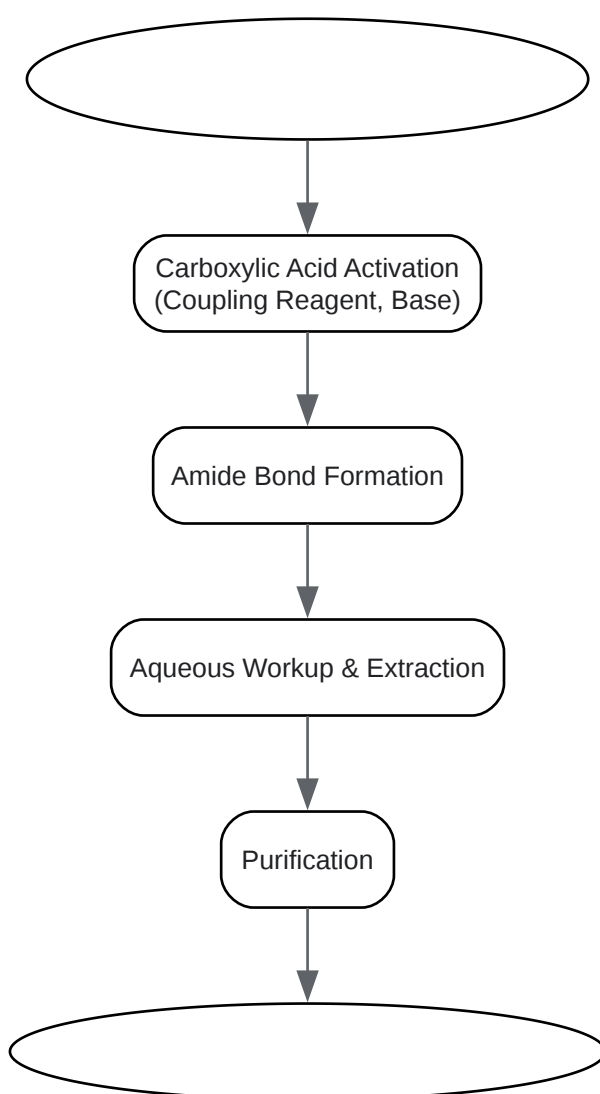 Carboxylic Acid Activation
(Coupling Reagent, Base)
Amide Bond Formation
Aqueous Workup & Extraction
Purification